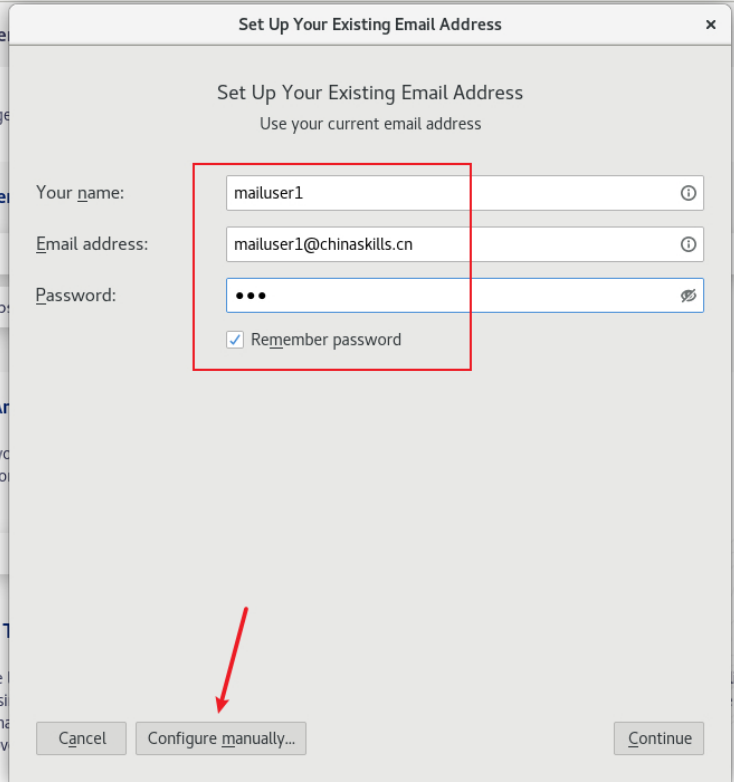 Set Up Your Existing Email Address
Set Up Your Existing Email Address
Use your current email address
Your name: mailuser1
Email address: mailuser1@chinaskills.cn
Password: •••
Remember password
Cancel Configure manually... Continue